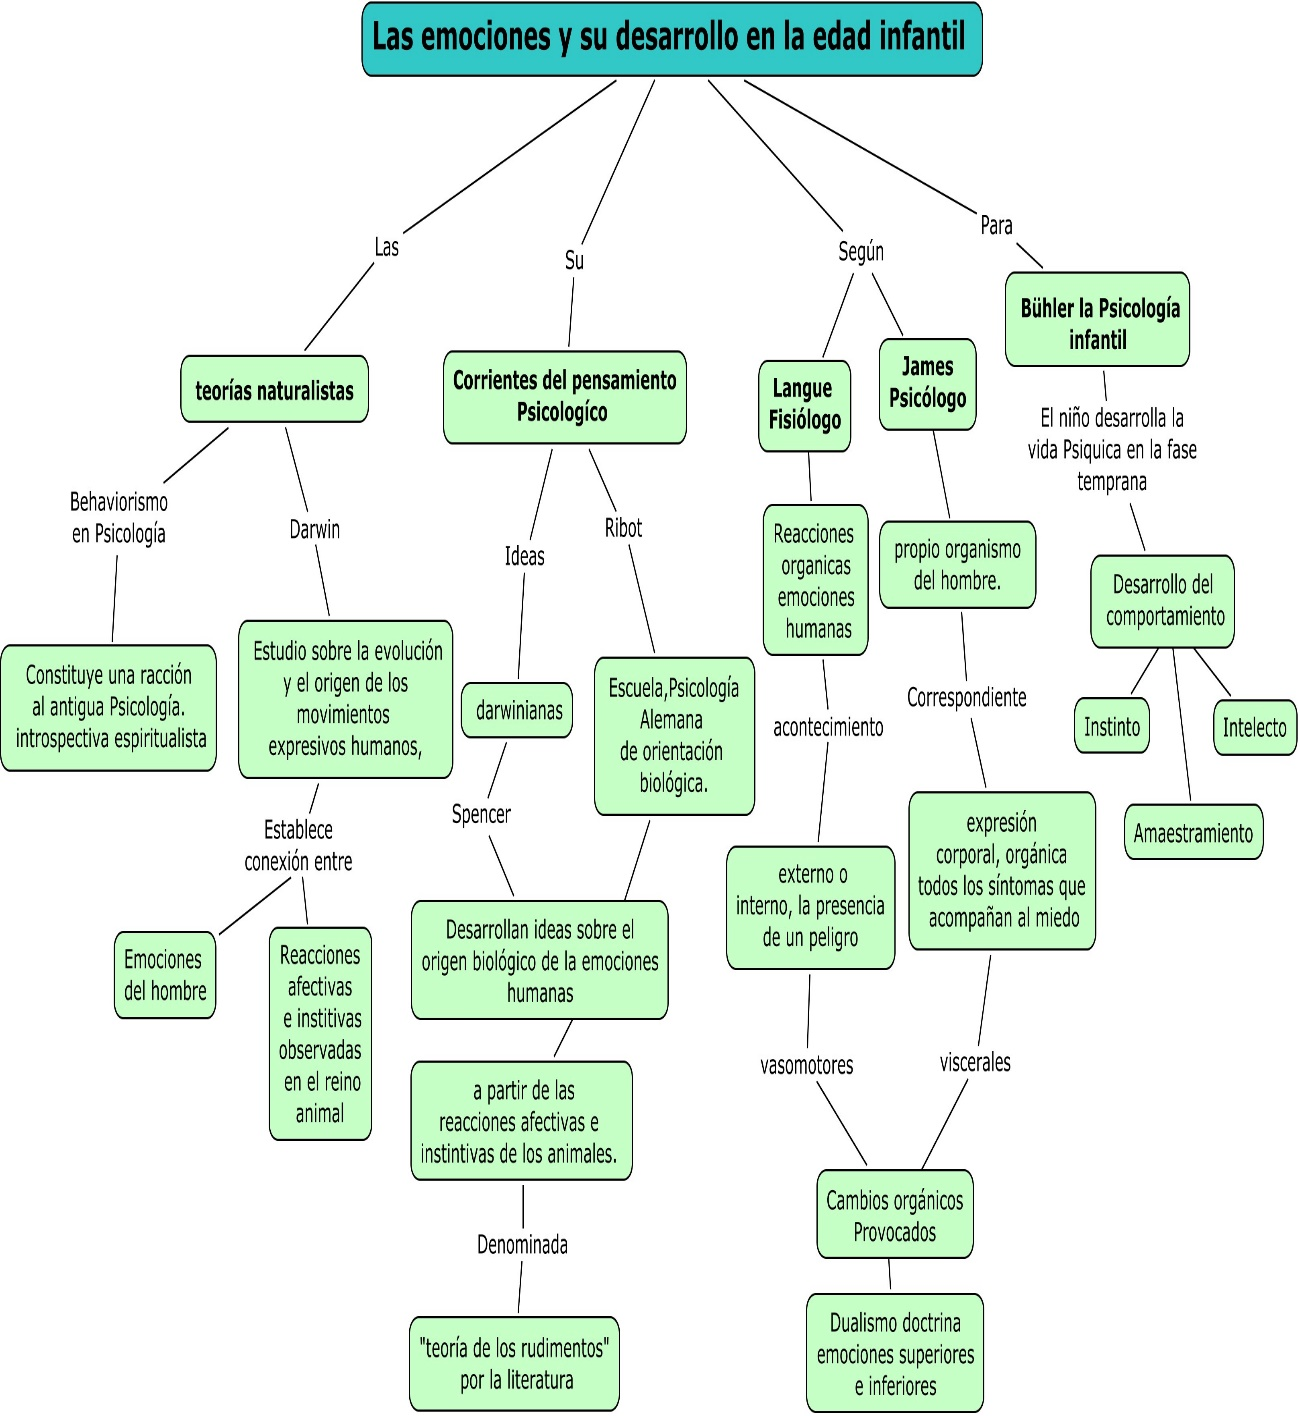 Las emociones y su desarrollo en la edad infantil
Las
Su
Según
Para
teorías naturalistas
Corrientes del pensamiento
Psicologíco
Langue
Fisiólogo
James
Psicólogo
Bühler la Psicología
infantil
Behaviorismo
en Psicología
Darwin
Ideas
Ribot
El niño desarrolla la
vida Psiquica en la fase
temprana
Constituye una racción
al antigua Psicología.
introspectiva espiritualista
Estudio sobre la evolución
y el origen de los
movimientos
expresivos humanos,
darwinianas
Escuela,Psicología
Alemana
de orientación
biológica.
Reacciones
organicas
emociones
humanas
propio organismo
del hombre.
Desarrollo del
comportamiento
Establece
conexión entre
Spencer
acontecimiento
Correspondiente
Instinto
Intelecto
Amaestramiento
Emociones
del hombre
Reacciones
afectivas
e institivas
observadas
en el reino
animal
Desarrollan ideas sobre el
origen biológico de la emociones
humanas
externo o
interno, la presencia
de un peligro
expresión
corporal, orgánica
todos los síntomas que
acompañan al miedo
a partir de las
reacciones afectivas e
instintivas de los animales.
vasomotores
viscerales
Denominada
Cambios orgánicos
Provocados
"teoría de los rudimentos"
por la literatura
Dualismo doctrina
emociones superiores
e inferiores